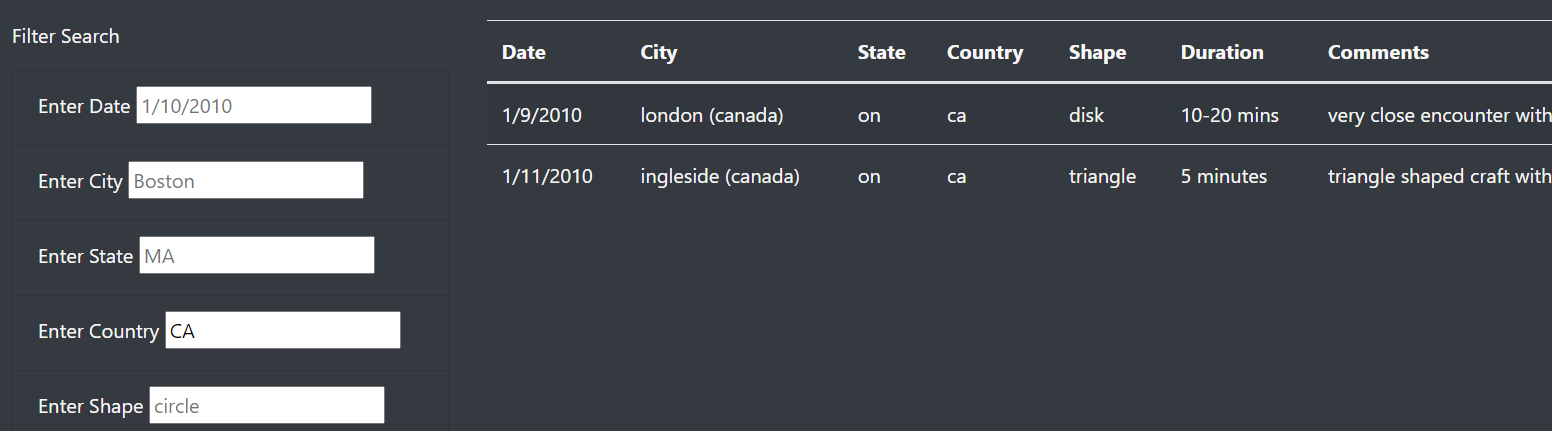 Filter Search
Enter Date 1/10/2010
Enter City Boston
Enter State MA
Enter Country CA
Enter Shape circle
Date City State Country Shape Duration Comments
1/9/2010 london (canada) on ca disk 10-20 mins very close encounter with
1/11/2010 ingleside (canada) on ca triangle 5 minutes triangle shaped craft with